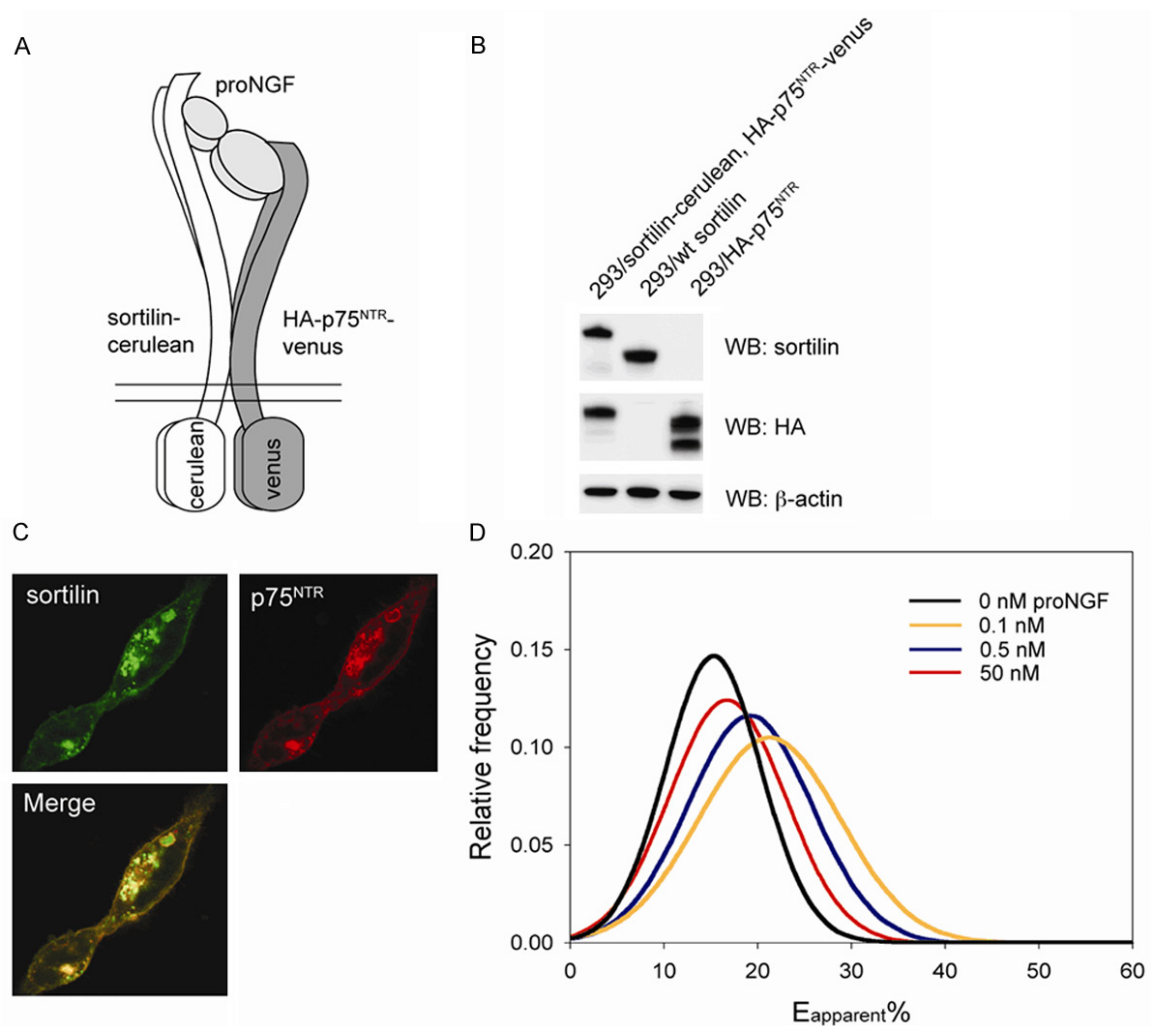 A
proNGF
sortilin-
cerulean
HA-p75NTR-
venus
cerulean
venus
B
293/sortilin-cerulean, HA-p75NTR-venus
293/wt sortilin
293/HA-p75NTR
WB: sortilin
WB: HA
WB: β-actin
C
sortilin
p75NTR
Merge
D
Relative frequency
0.20
0.15
0.10
0.05
0.00
0 nM proNGF
0.1 nM
0.5 nM
50 nM
0 10 20 30 40 50 60
Eapparent%